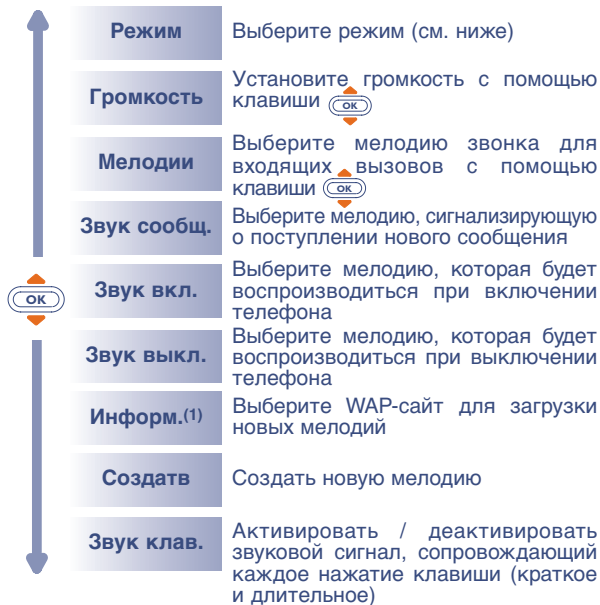 Режим
Выберите режим (см. ниже)
Громкость
Установите громкость с помощью
клавиши OK
Мелодии
Выберите мелодию звонка для
входящих вызовов с помощью
клавиши OK
Звук сообщ.
Выберите мелодию, сигнализирующую
о поступлении нового сообщения
OK
Звук вкл.
Выберите мелодию, которая будет
воспроизводиться при включении
телефона
Звук выкл.
Выберите мелодию, которая будет
воспроизводиться при выключении
телефона
Информ.(1)
Выберите WAP-сайт для загрузки
новых мелодий
Создатв
Создать новую мелодию
Звук клав.
Активировать / деактивировать
звуковой сигнал, сопровождающий
каждое нажатие клавиши (краткое
и длительное)